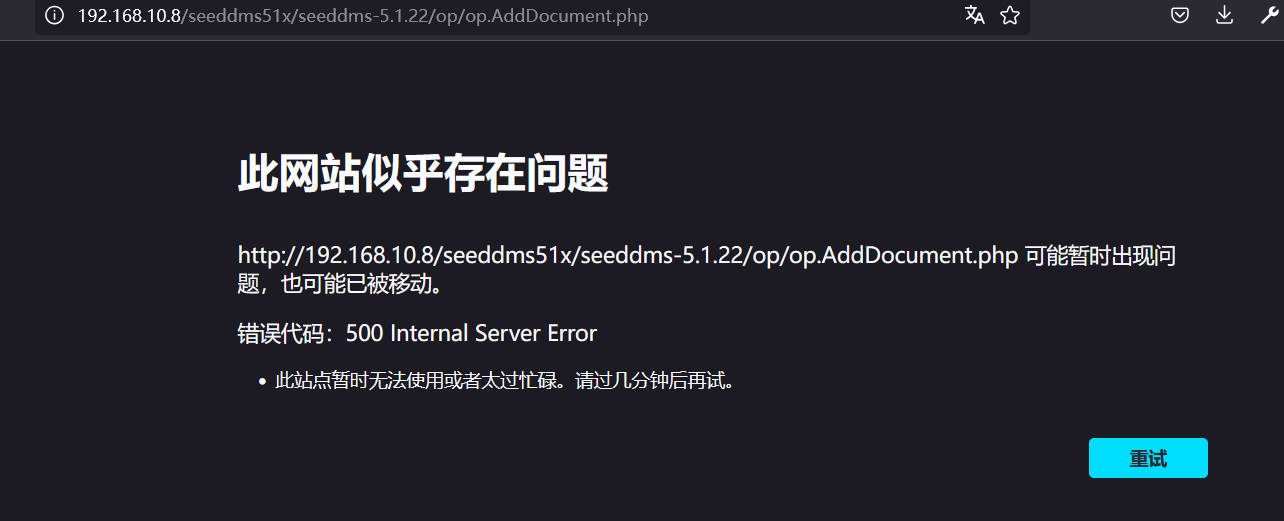 192.168.10.8/seeddms51x/seeddms-5.1.22/op/op.AddDocument.php
此网站似乎存在问题
http://192.168.10.8/seeddms51x/seeddms-5.1.22/op/op.AddDocument.php 可能暂时出现问
题，也可能已被移动。
错误代码：500 Internal Server Error
• 此站点暂时无法使用或者太过忙碌。请过几分钟后再试。
重试